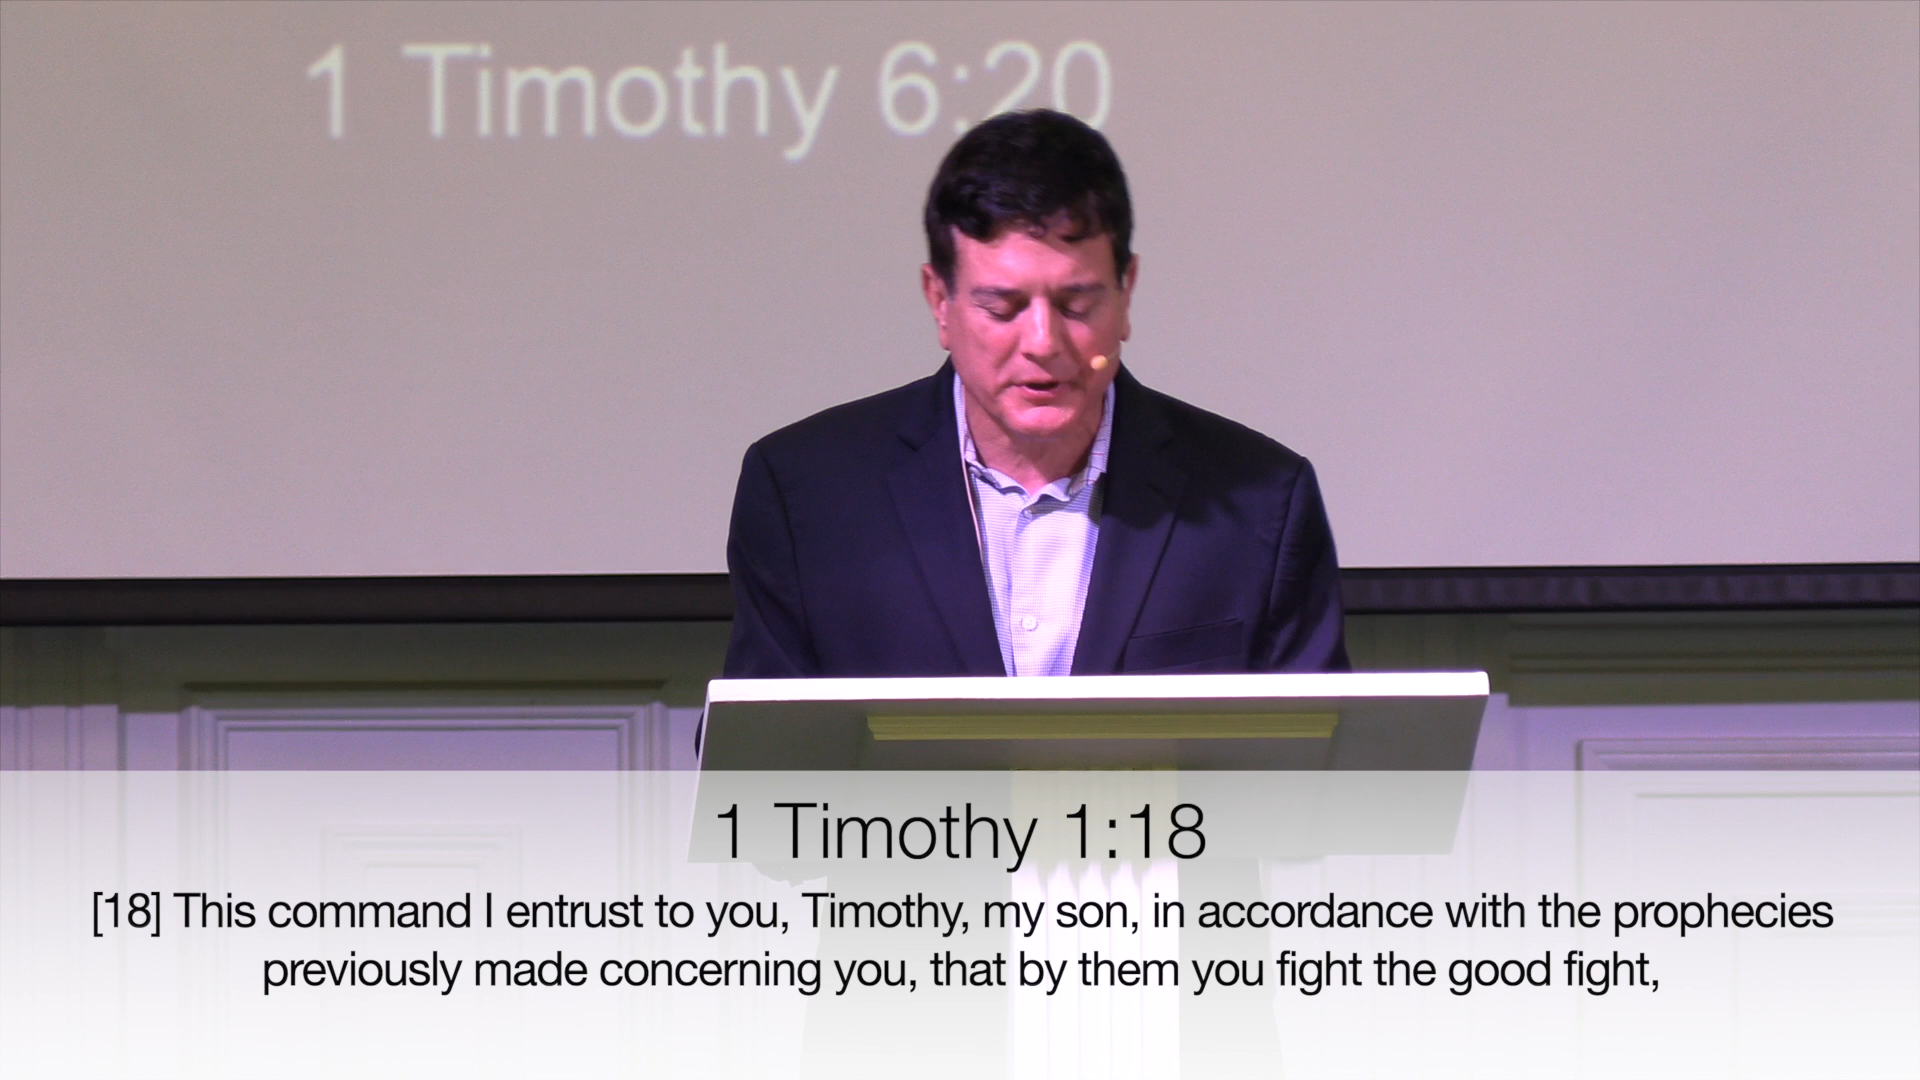 1 Timothy 6:20
1 Timothy 1:18
[18] This command I entrust to you, Timothy, my son, in accordance with the prophecies
previously made concerning you, that by them you fight the good fight,